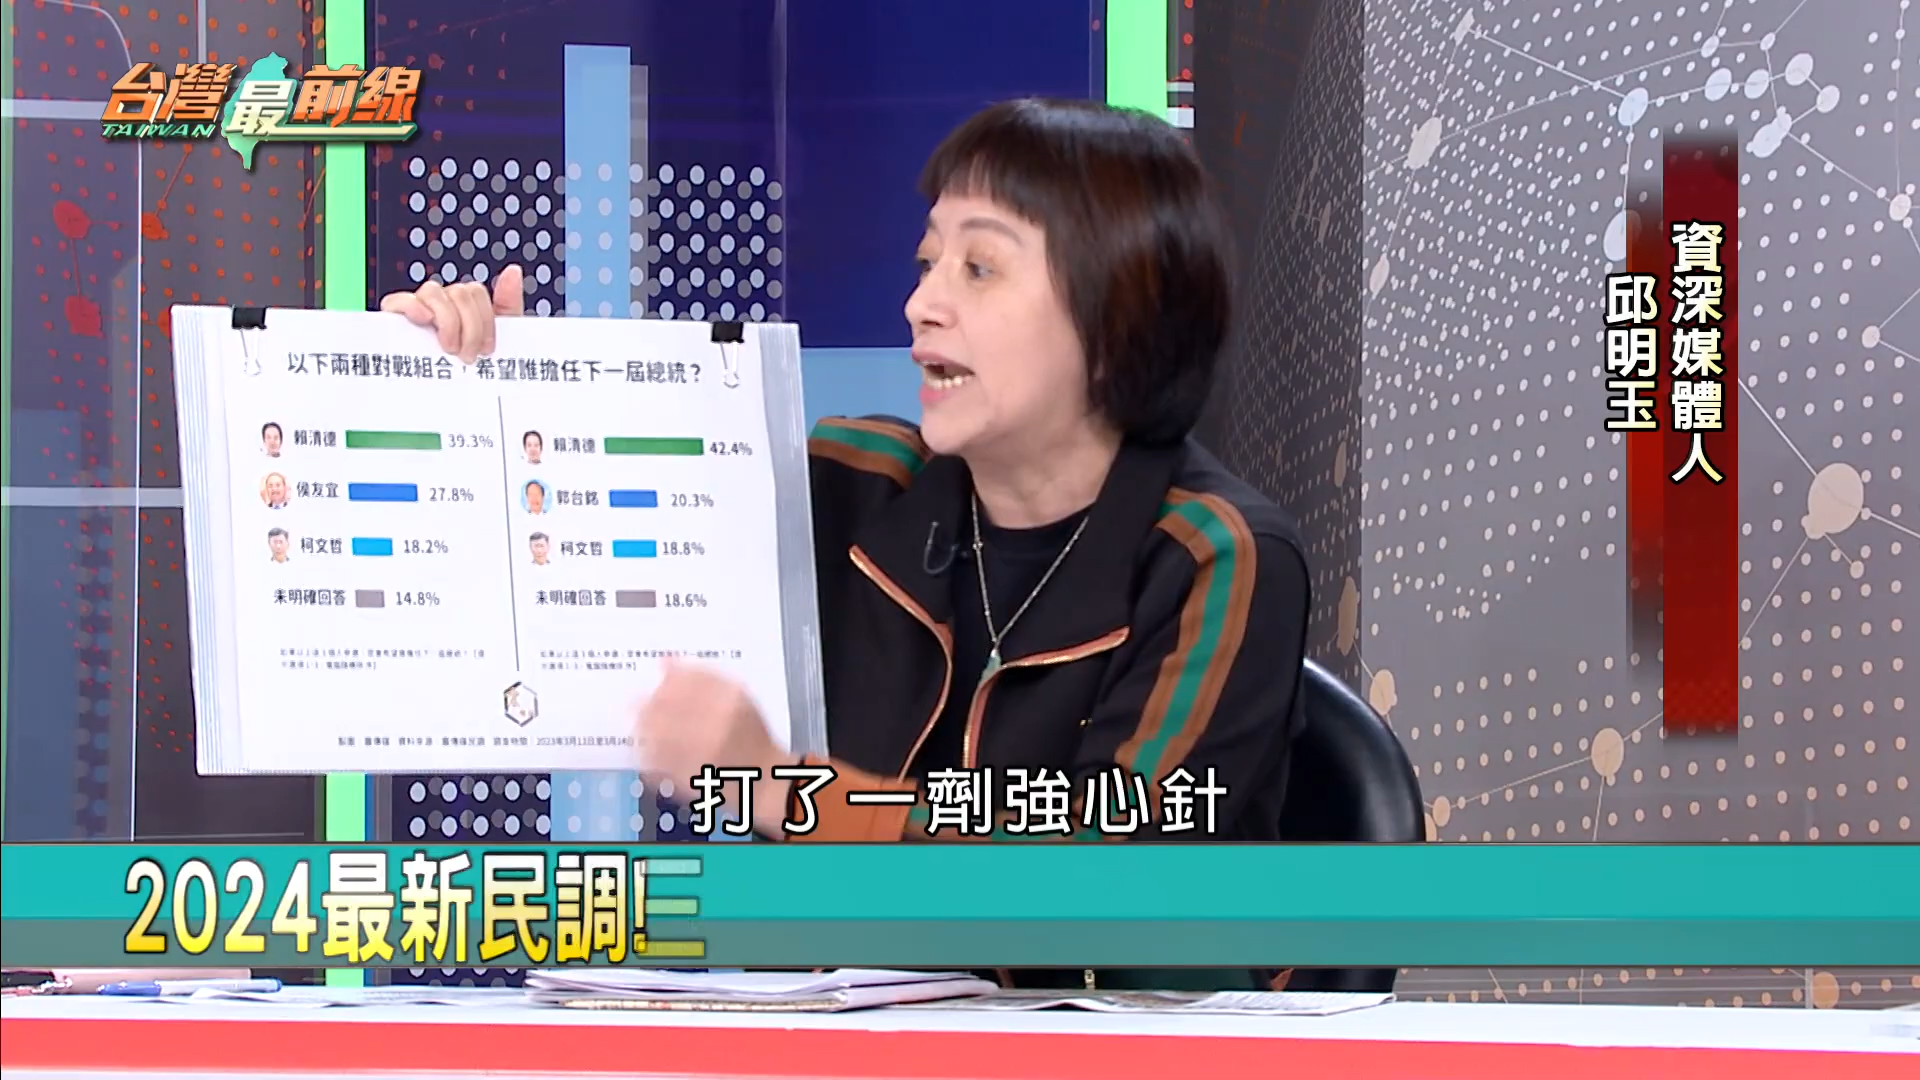 台灣最前線
TAIWAN
資深媒體人
邱明玉
以下兩種對戰組合，希望誰擔任下一屆總統？
賴清德 39.3%
侯友宜 27.8%
柯文哲 18.2%
未明確回答 14.8%
賴清德 42.4%
郭台銘 20.3%
柯文哲 18.8%
未明確回答 18.6%
打了一劑強心針
2024最新民調!三